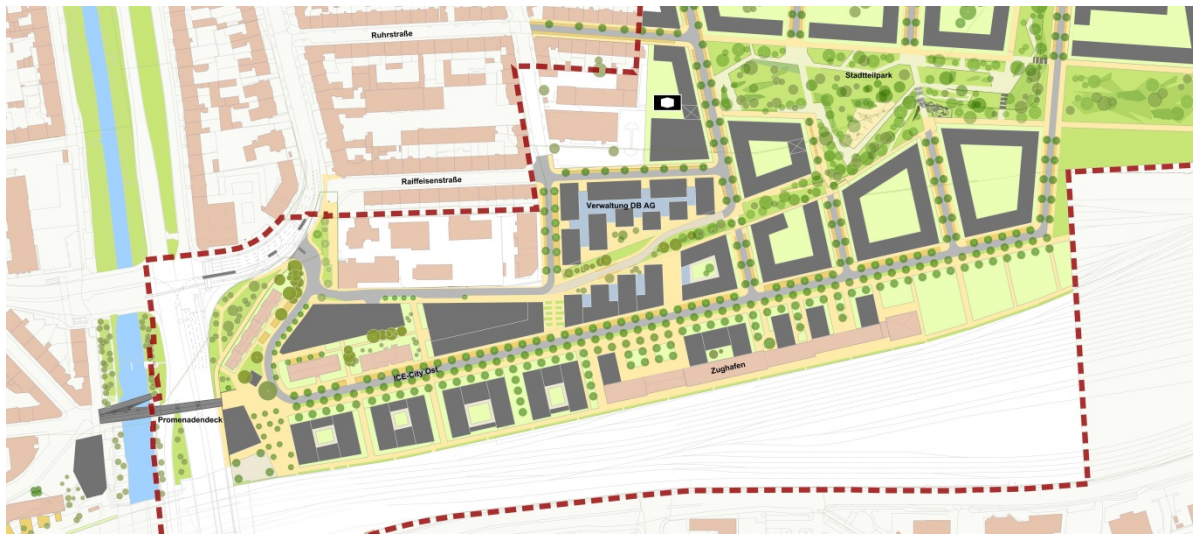 Ruhrstraße
Stadtteilpark
Raiffeisenstraße
Verwaltung DB AG
Zughafen
ICE-City Ost
Promenadendeck